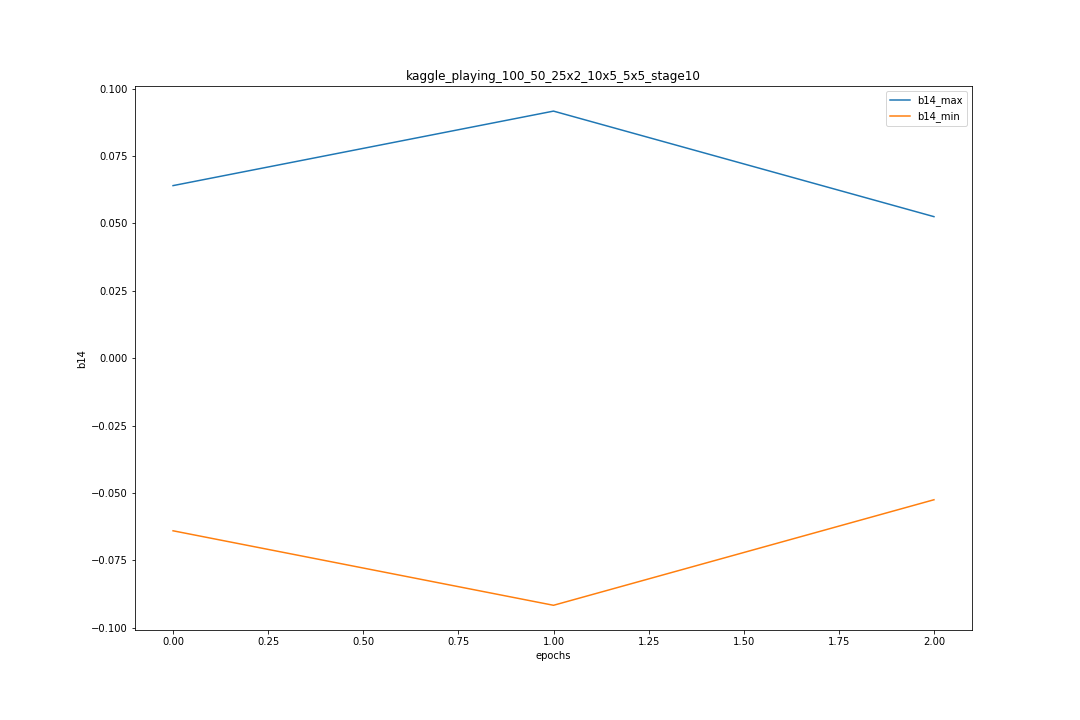 kaggle_playing_100_50_25x2_10x5_5x5_stage10
b14_max
b14_min
0.100
0.075
0.050
0.025
0.000
−0.025
−0.050
−0.075
−0.100
b14
0.00 0.25 0.50 0.75 1.00 1.25 1.50 1.75 2.00
epochs